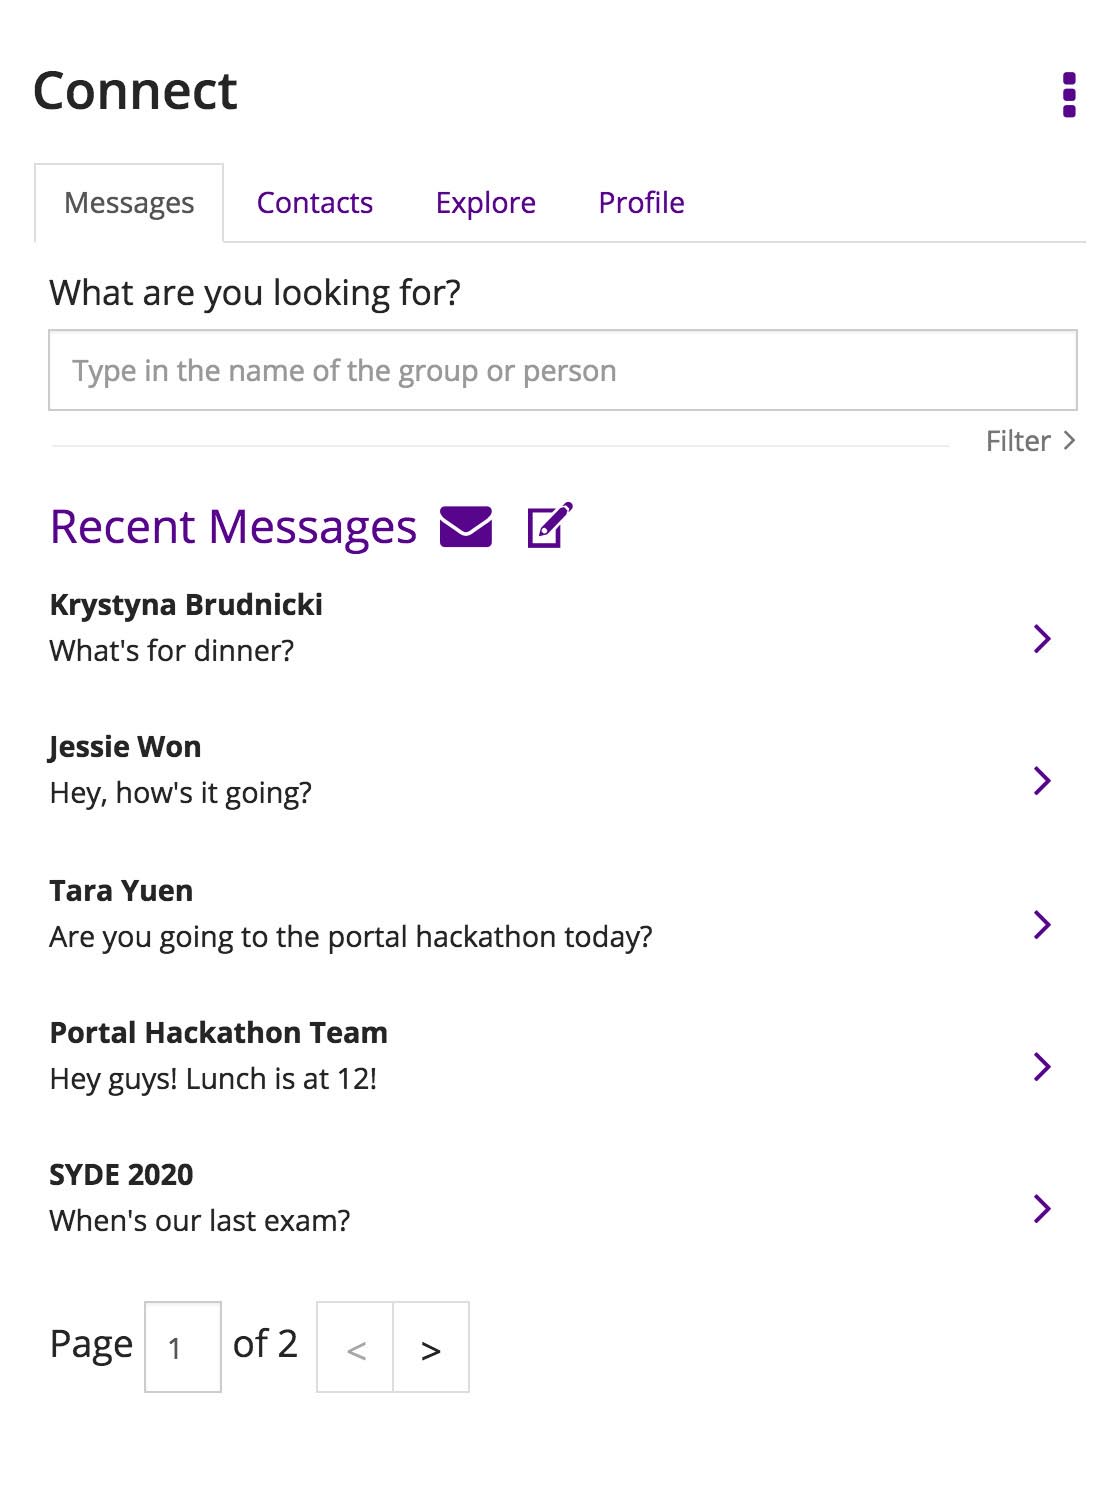 Connect
Messages Contacts Explore Profile
What are you looking for?
Type in the name of the group or person
Filter >
Recent Messages
Krystyna Brudnicki
What's for dinner?
Jessie Won
Hey, how's it going?
Tara Yuen
Are you going to the portal hackathon today?
Portal Hackathon Team
Hey guys! Lunch is at 12!
SYDE 2020
When's our last exam?
Page 1 of 2 < >